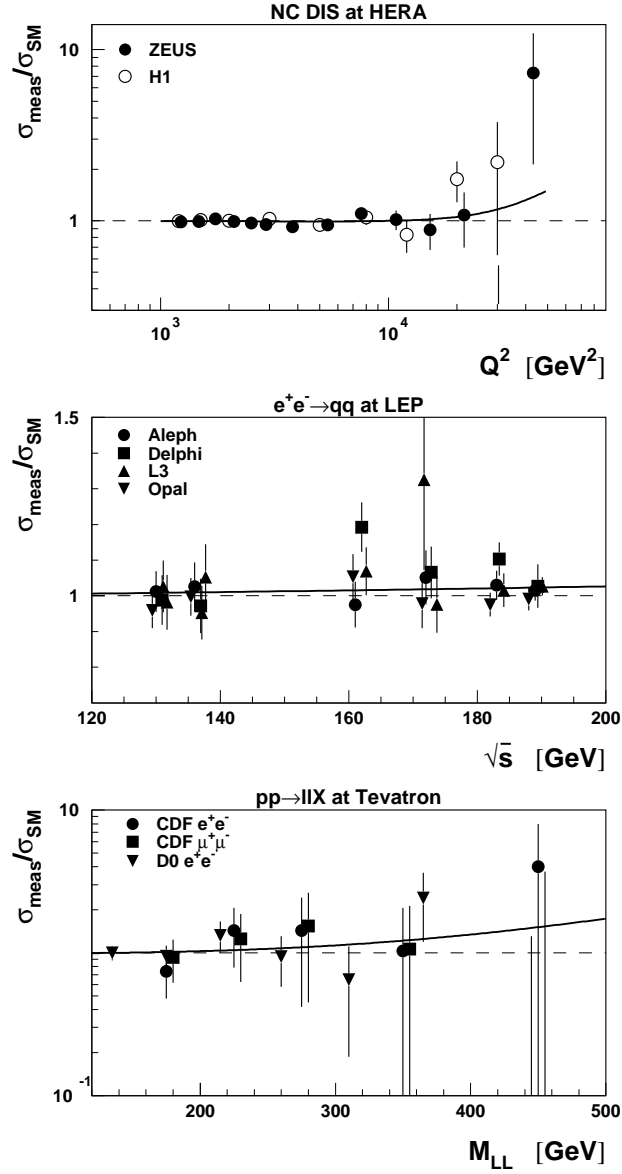 NC DIS at HERA
σmeas/σSM
ZEUS
H1
10
1
10³ 10⁴
Q² [GeV²]
e⁺e⁻→qq at LEP
σmeas/σSM
1.5
Aleph
Delphi
L3
Opal
1
120 140 160 180 200
√s̄ [GeV]
pp→llX at Tevatron
σmeas/σSM
10
CDF e⁺e⁻
CDF μ⁺μ⁻
D0 e⁺e⁻
10⁻¹
200 300 400 500
M_LL [GeV]